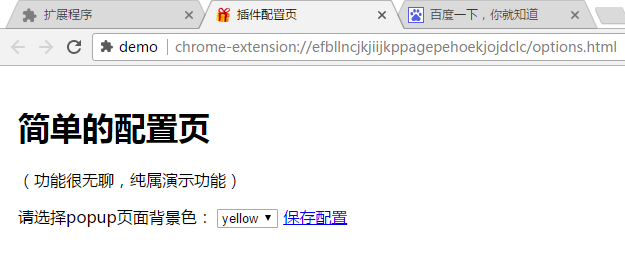 扩展程序 插件配置页 百度一下，你就知道
demo chrome-extension://efbllncjkjiijkppagepehoekjojdclc/options.html
简单的配置页
（功能很无聊，纯属演示功能）
请选择popup页面背景色： yellow 保存配置